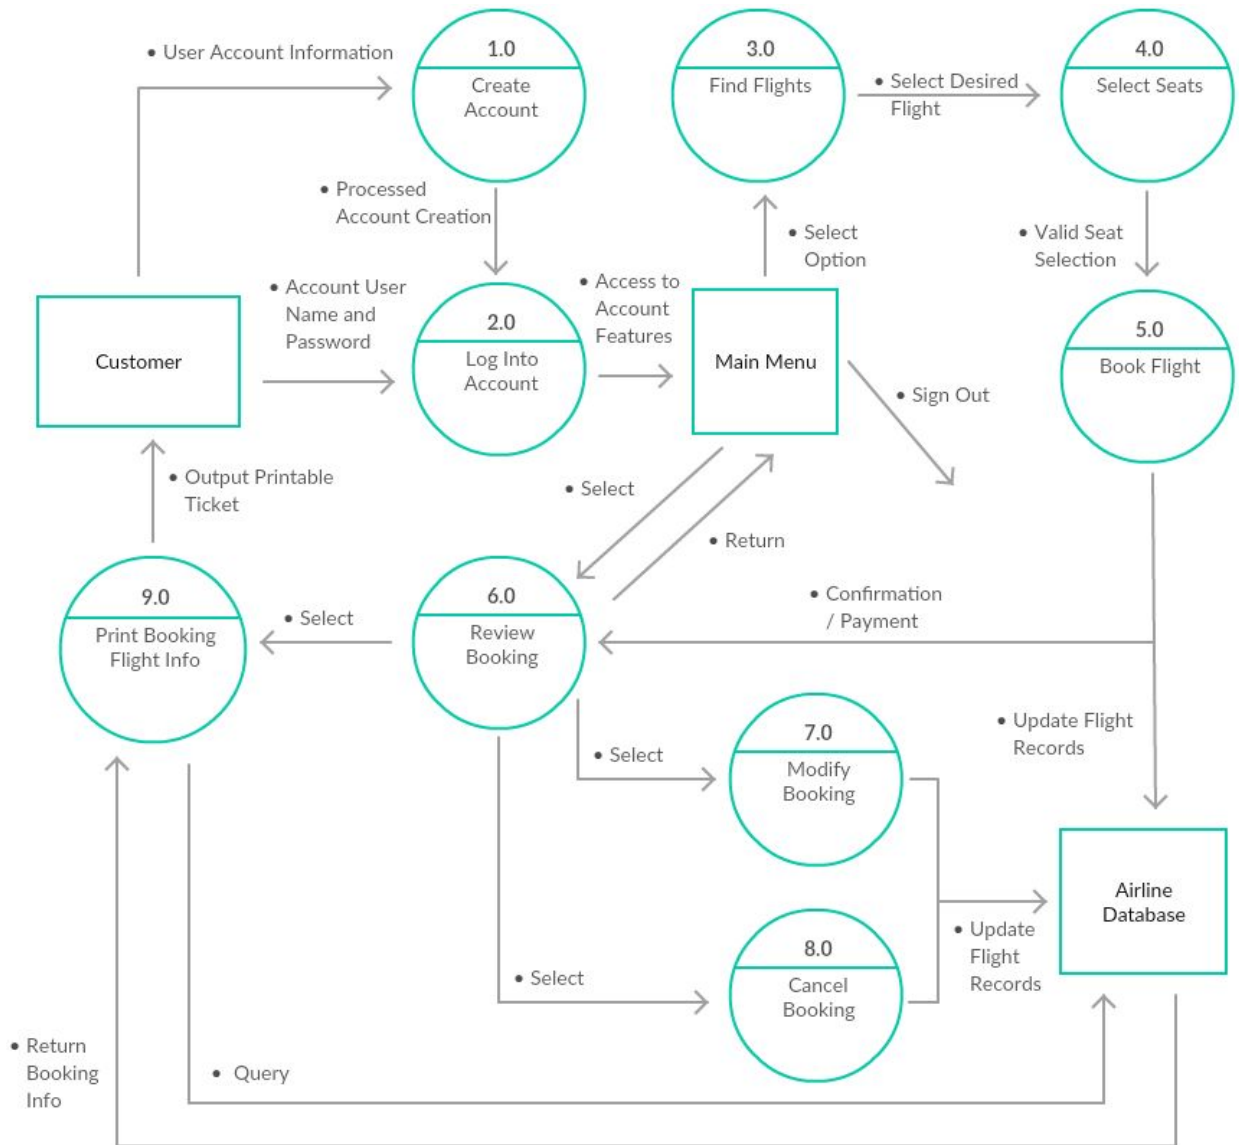 • User Account Information
1.0
Create
Account
3.0
Find Flights
• Select Desired
Flight
4.0
Select Seats
• Processed
Account Creation
• Select
Option
• Valid Seat
Selection
Customer
• Account User
Name and
Password
2.0
Log Into
Account
• Access to
Account
Features
Main Menu
• Sign Out
5.0
Book Flight
• Output Printable
Ticket
• Select
• Return
9.0
Print Booking
Flight Info
• Select
6.0
Review
Booking
• Confirmation
/ Payment
• Select
7.0
Modify
Booking
• Update Flight
Records
• Select
8.0
Cancel
Booking
• Update
Flight
Records
Airline
Database
• Return
Booking
Info
• Query